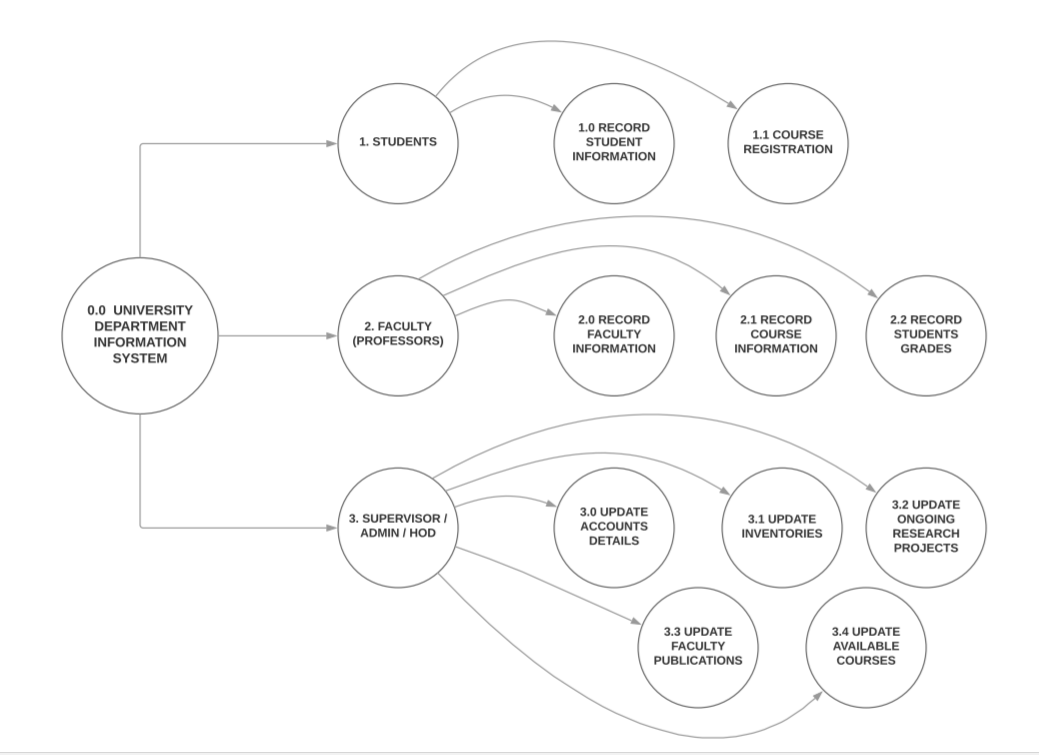 1. STUDENTS
1.0 RECORD
STUDENT
INFORMATION
1.1 COURSE
REGISTRATION
0.0 UNIVERSITY
DEPARTMENT
INFORMATION
SYSTEM
2. FACULTY
(PROFESSORS)
2.0 RECORD
FACULTY
INFORMATION
2.1 RECORD
COURSE
INFORMATION
2.2 RECORD
STUDENTS
GRADES
3. SUPERVISOR /
ADMIN / HOD
3.0 UPDATE
ACCOUNTS
DETAILS
3.1 UPDATE
INVENTORIES
3.2 UPDATE
ONGOING
RESEARCH
PROJECTS
3.3 UPDATE
FACULTY
PUBLICATIONS
3.4 UPDATE
AVAILABLE
COURSES